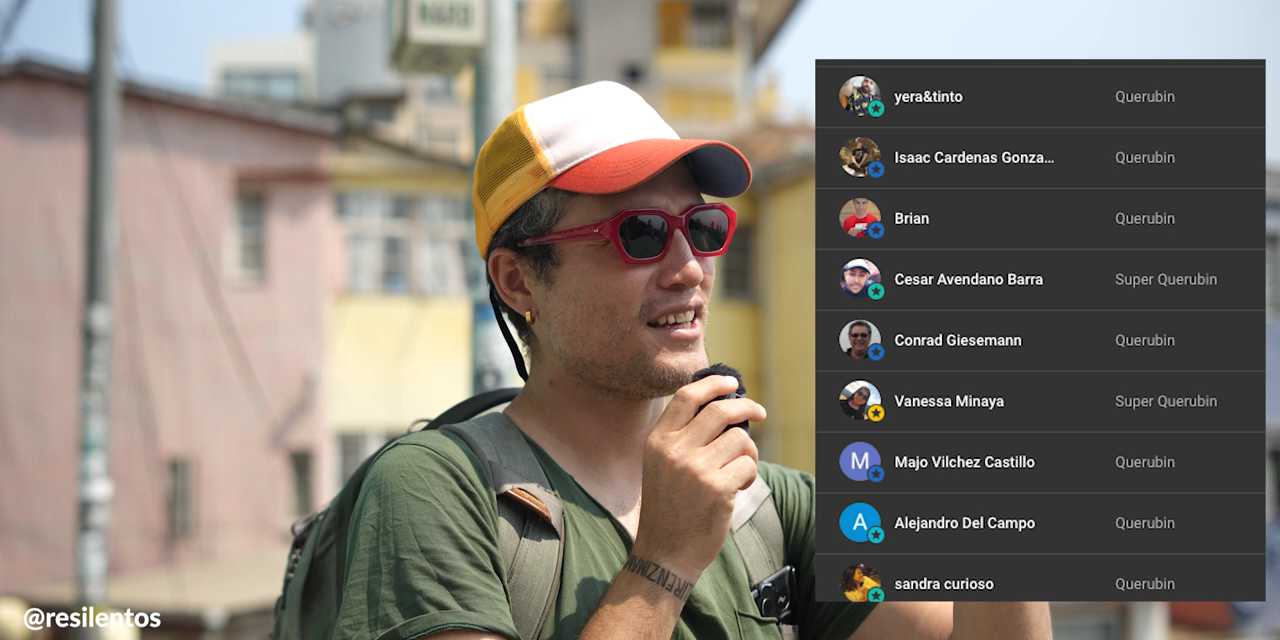 yera&tinto Querubin
Isaac Cardenas Gonza... Querubin
Brian Querubin
Cesar Avendano Barra Super Querubin
Conrad Giesemann Querubin
Vanessa Minaya Super Querubin
M Majo Vilchez Castillo Querubin
A Alejandro Del Campo Querubin
sandra curioso Querubin
@resilentos